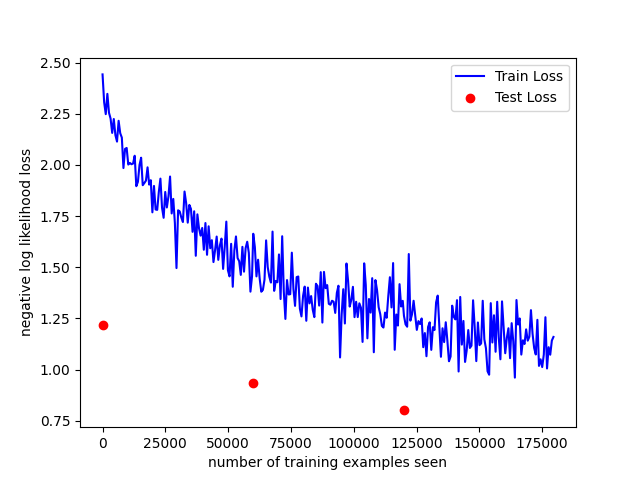 2.50
2.25
2.00
1.75
1.50
1.25
1.00
0.75
negative log likelihood loss
Train Loss
Test Loss
0 25000 50000 75000 100000 125000 150000 175000
number of training examples seen